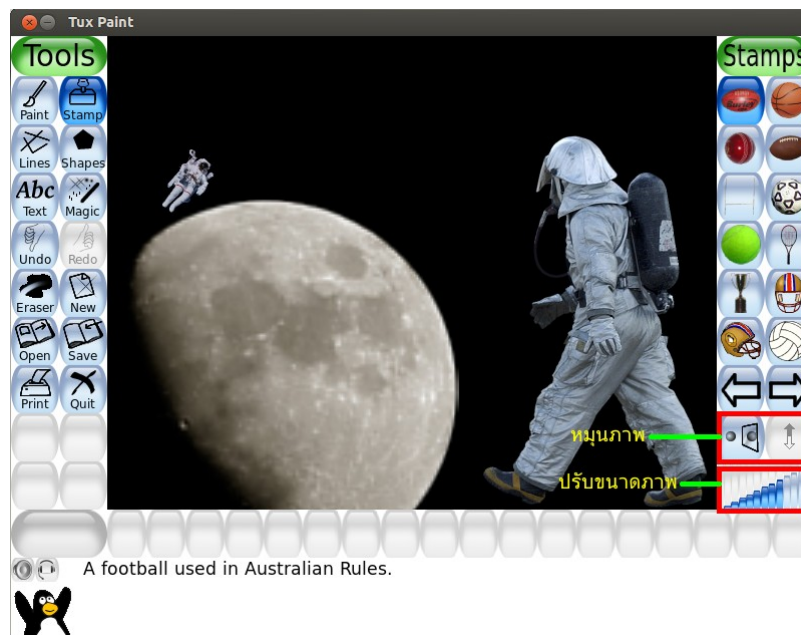 Tux Paint
Tools
Stamps
Paint Stamp
Lines Shapes
Abc
Text Magic
Undo Redo
Eraser New
Open Save
Print Quit
หมุนภาพ
ปรับขนาดภาพ
A football used in Australian Rules.